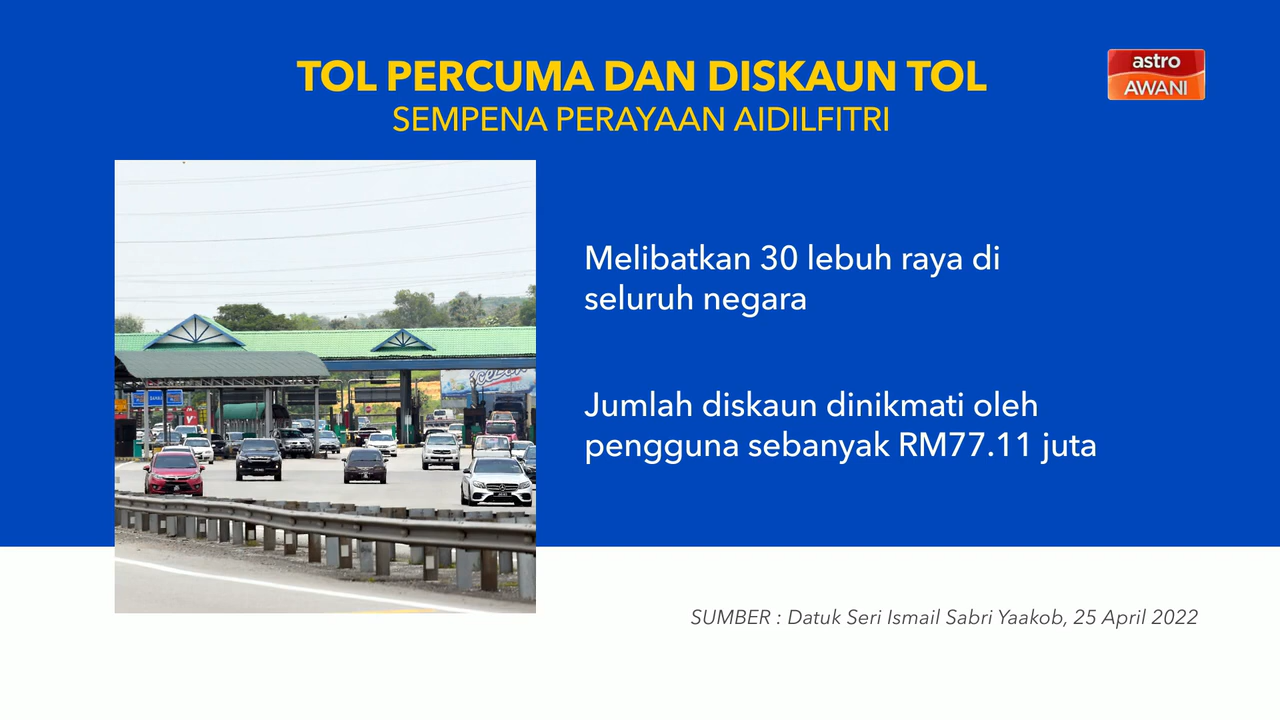 TOL PERCUMA DAN DISKAUN TOL
SEMPENA PERAYAAN AIDILFITRI
astro
AWANI
Melibatkan 30 lebuh raya di
seluruh negara
Jumlah diskaun dinikmati oleh
pengguna sebanyak RM77.11 juta
SUMBER : Datuk Seri Ismail Sabri Yaakob, 25 April 2022